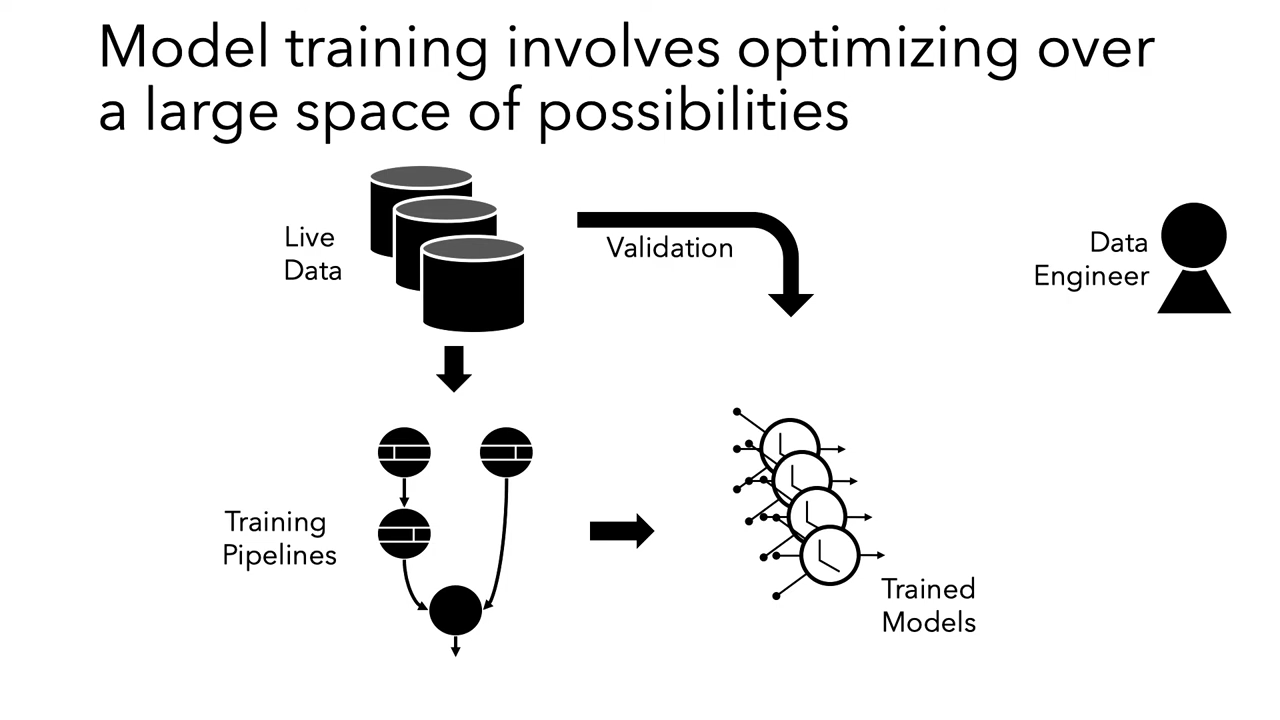 Model training involves optimizing over
a large space of possibilities
Live
Data
Validation
Data
Engineer
Training
Pipelines
Trained
Models